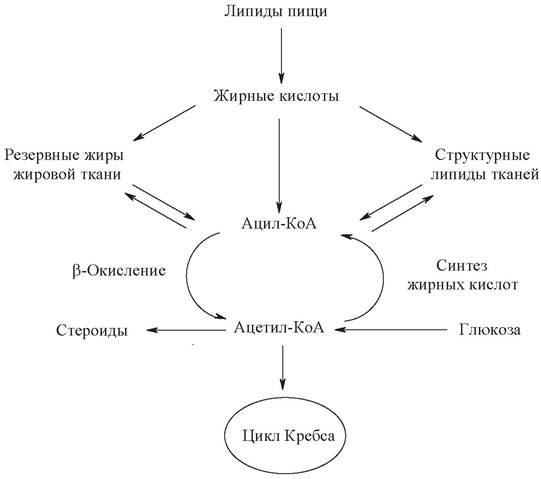 Липиды пищи
Жирные кислоты
Резервные жиры
жировой ткани
Структурные
липиды тканей
Ацил-КоА
β-Окисление
Синтез
жирных кислот
Стероиды
Ацетил-КоА
Глюкоза
Цикл Кребса